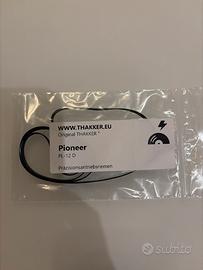 WWW.THAKKER.EU
Original THAKKER ®
Pioneer
PL-12 D
Präzisionsantriebsriemen
subito